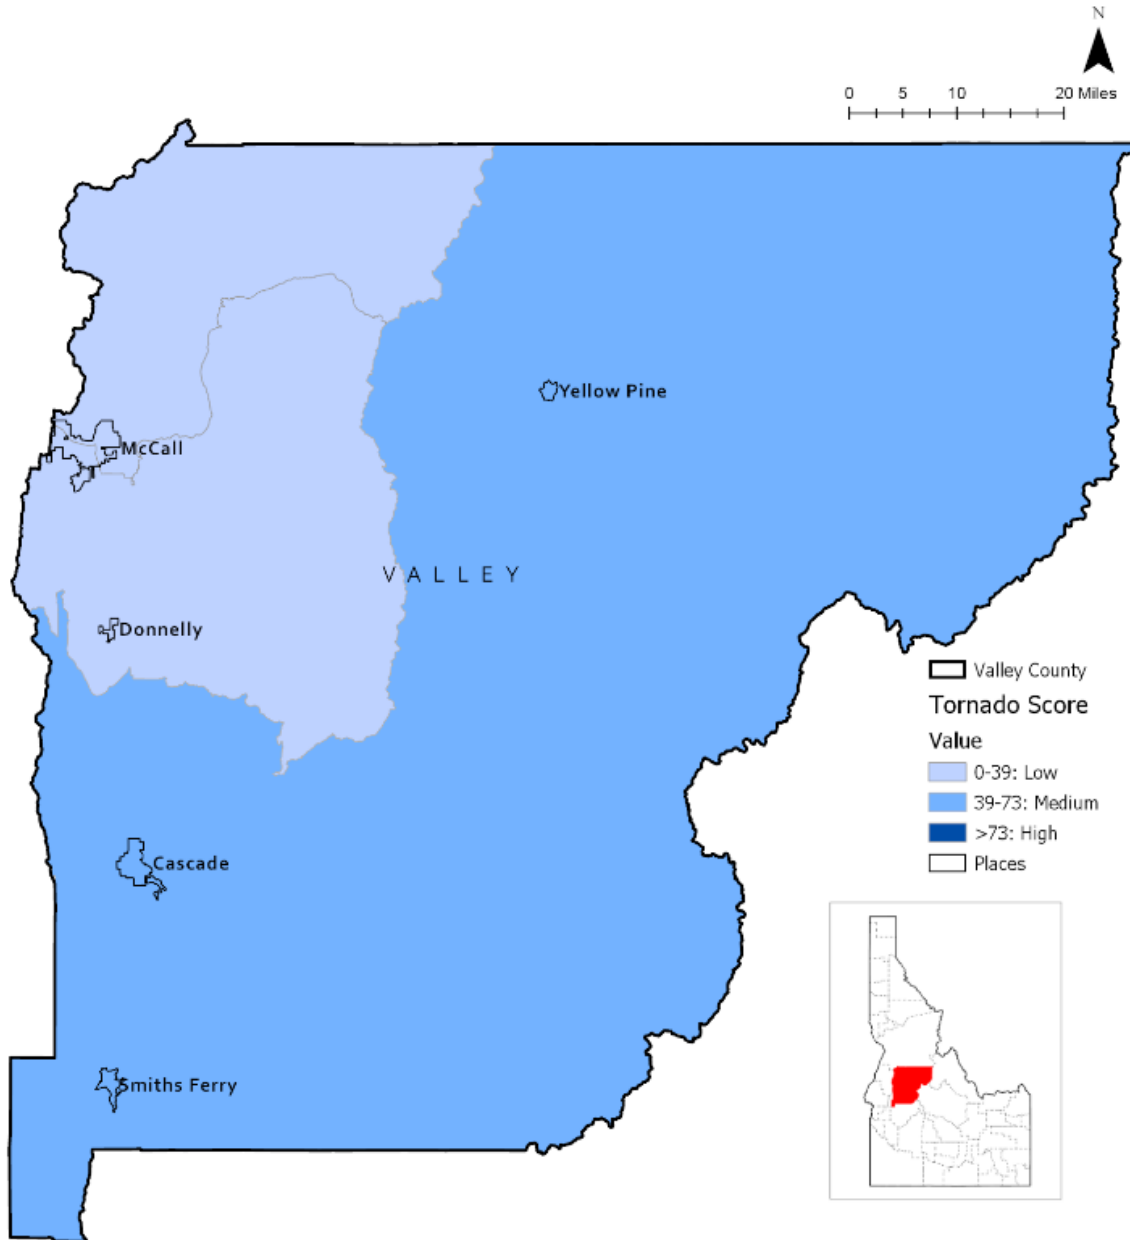 N
0 5 10 20 Miles
Yellow Pine
McCall
VALLEY
Donnelly
Valley County
Tornado Score
Value
0-39: Low
39-73: Medium
>73: High
Places
Cascade
Smiths Ferry